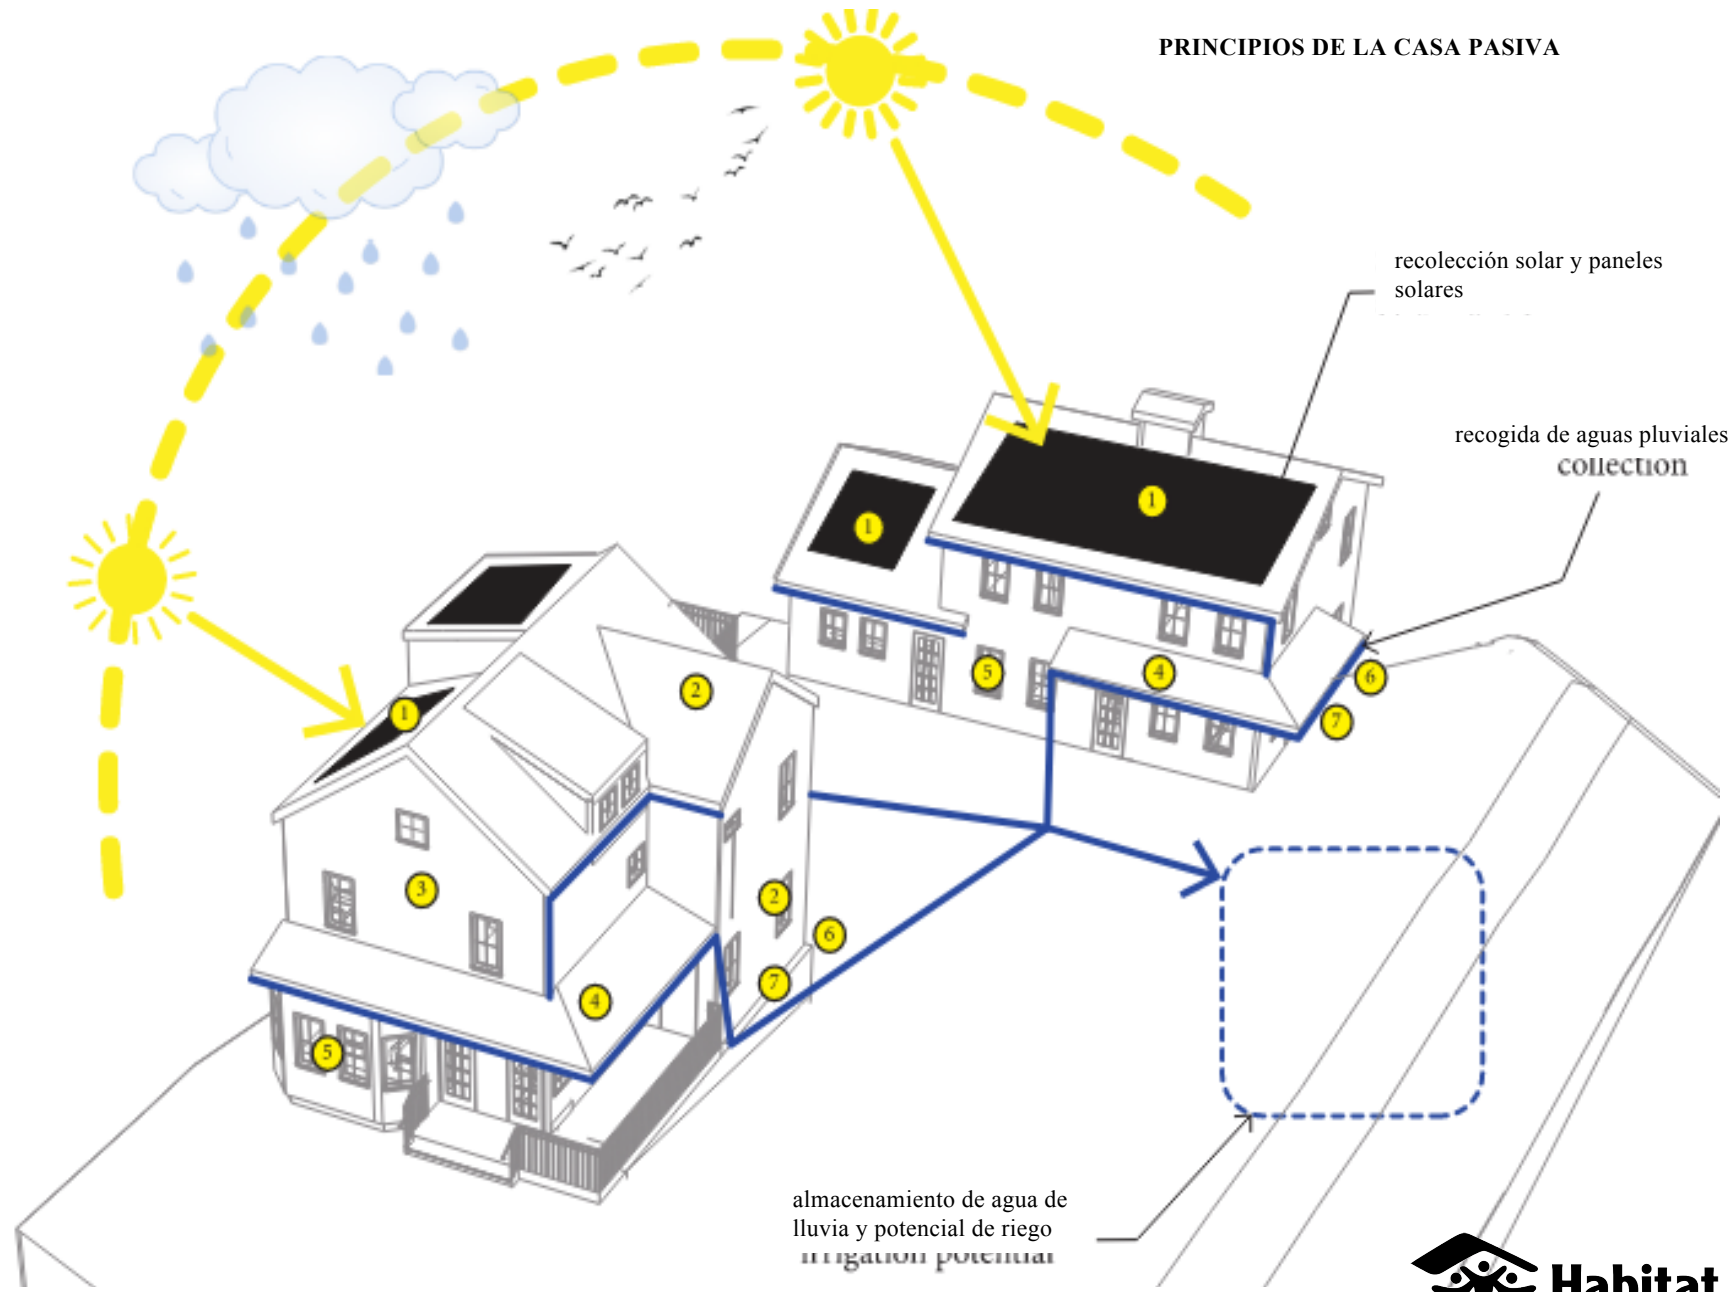 PRINCIPIOS DE LA CASA PASIVA
recolección solar y paneles
solares
recogida de aguas pluviales
collection
1
1
1
2
5
4
6
7
3
2
6
7
4
5
almacenamiento de agua de
lluvia y potencial de riego
irrigation potential
Habitat